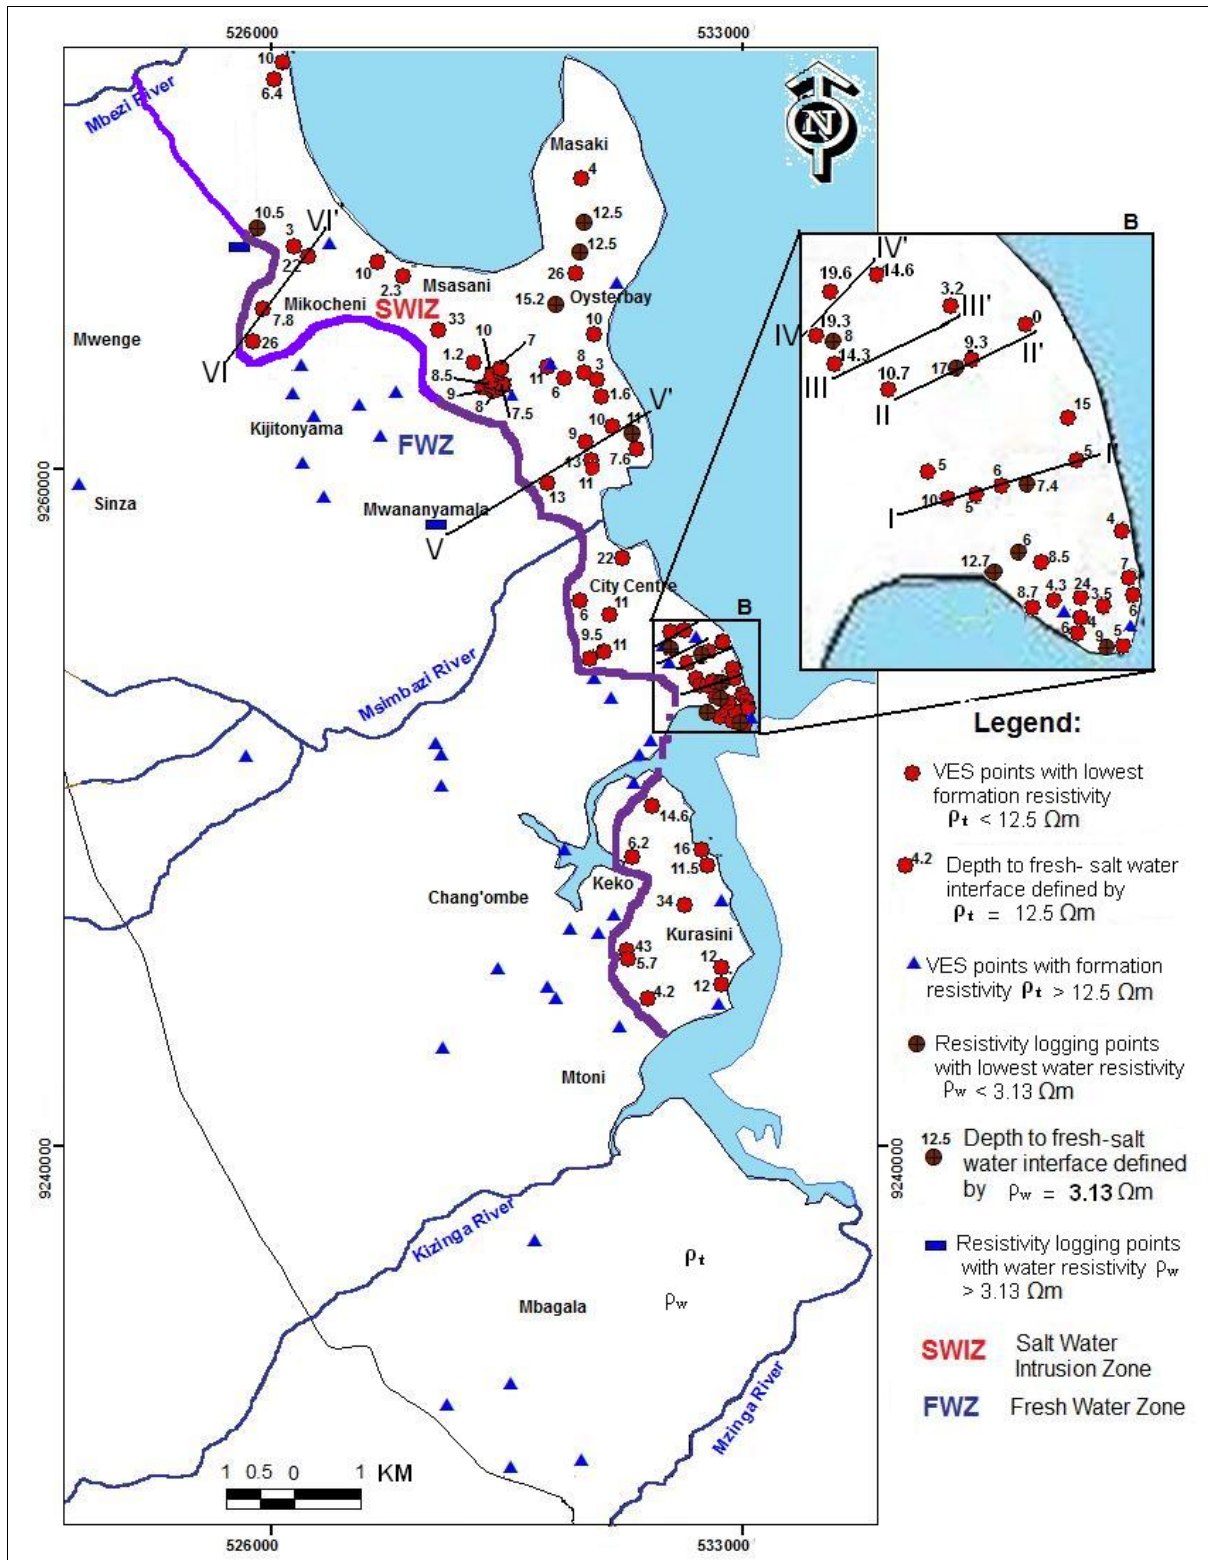 526000
533000
10
6.4
Mbezi River
N
Masaki
4
12.5
12.5
10.5
VI'
3
22
10
2.3
Msasani
26
Oysterbay
15.2
Mikocheni
SWIZ
7.8
33
10
Mwenge
26
VI
10
7
1.2
8.5
9
8
7.5
11
8
3
6
1.6
V'
Kijitonyama
FWZ
10
11
9
7.6
13
11
13
9260000
Sinza
Mwananyamala
V
22
City Centre
6
11
9.5
11
B
Msimbazi River
B
IV'
14.6
19.6
3.2
III'
0
IV
19.3
8
II'
9.3
14.3
17
III
10.7
II
15
5
5
I'
6
10
5
7.4
I
4
6
8.5
12.7
7
8.7
4.3
24
3.5
6
4
6
9
5
14.6
6.2
16
11.5
Keko
Chang'ombe
34
Kurasini
43
5.7
12
12
4.2
Mtoni
9240000
9240000
Kizinga River
ρt
ρw
Mbagala
Mzinga River
1 0.5 0 1 KM
526000
533000
Legend:
VES points with lowest
formation resistivity
ρt < 12.5 Ωm
4.2
Depth to fresh- salt water
interface defined by
ρt = 12.5 Ωm
VES points with formation
resistivity ρt > 12.5 Ωm
Resistivity logging points
with lowest water resistivity
ρw < 3.13 Ωm
12.5
Depth to fresh-salt
water interface defined
by ρw = 3.13 Ωm
Resistivity logging points
with water resistivity ρw
> 3.13 Ωm
SWIZ Salt Water
Intrusion Zone
FWZ Fresh Water Zone